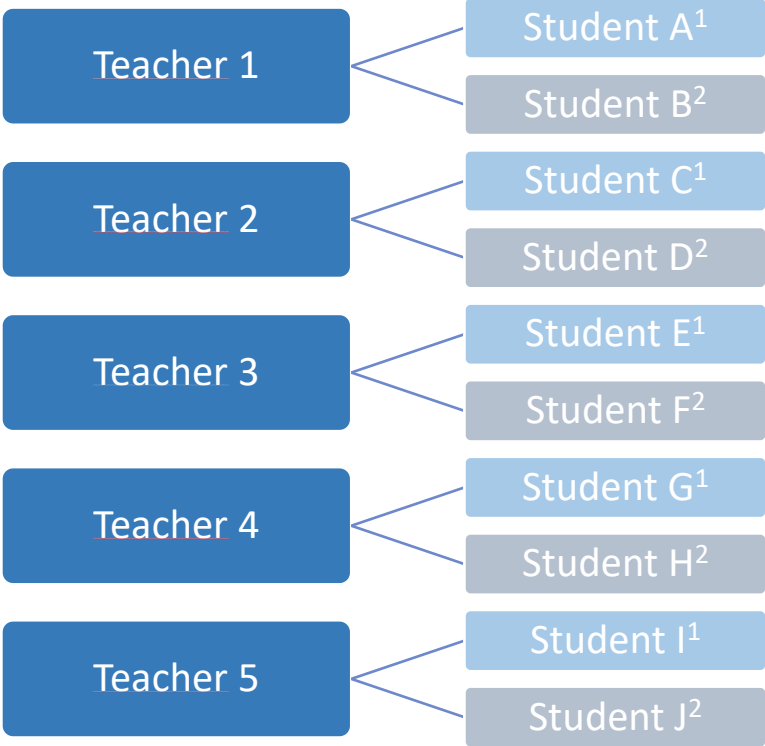 Teacher 1
Student A¹
Student B²
Teacher 2
Student C¹
Student D²
Teacher 3
Student E¹
Student F²
Teacher 4
Student G¹
Student H²
Teacher 5
Student I¹
Student J²